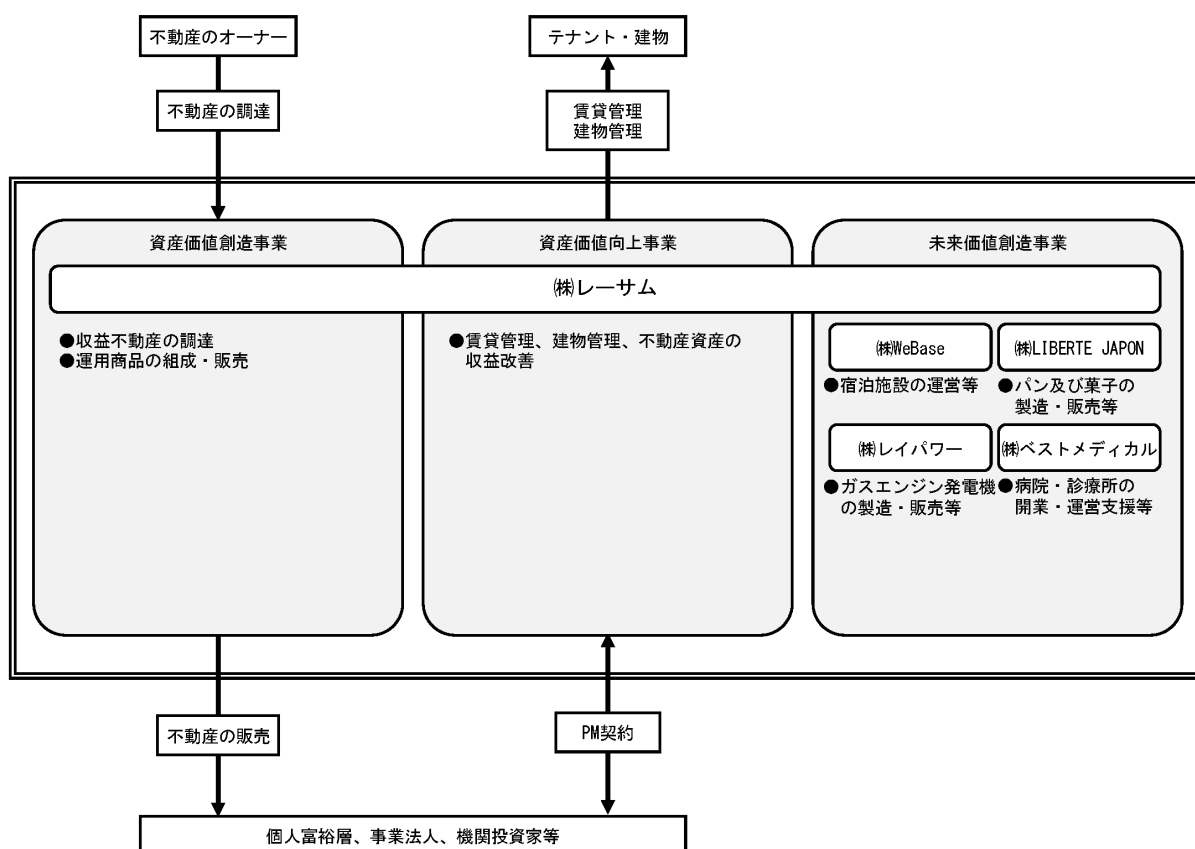 不動産のオーナー
テナント・建物
不動産の調達
賃貸管理
建物管理
資産価値創造事業
資産価値向上事業
未来価値創造事業
㈱レーサム
●収益不動産の調達
●運用商品の組成・販売
●賃貸管理、建物管理、不動産資産の
収益改善
㈱WeBase
㈱LIBERTE JAPON
●宿泊施設の運営等
●パン及び菓子の
製造・販売等
㈱レイパワー
㈱ベストメディカル
●ガスエンジン発電機
の製造・販売等
●病院・診療所の
開業・運営支援等
不動産の販売
PM契約
個人富裕層、事業法人、機関投資家等